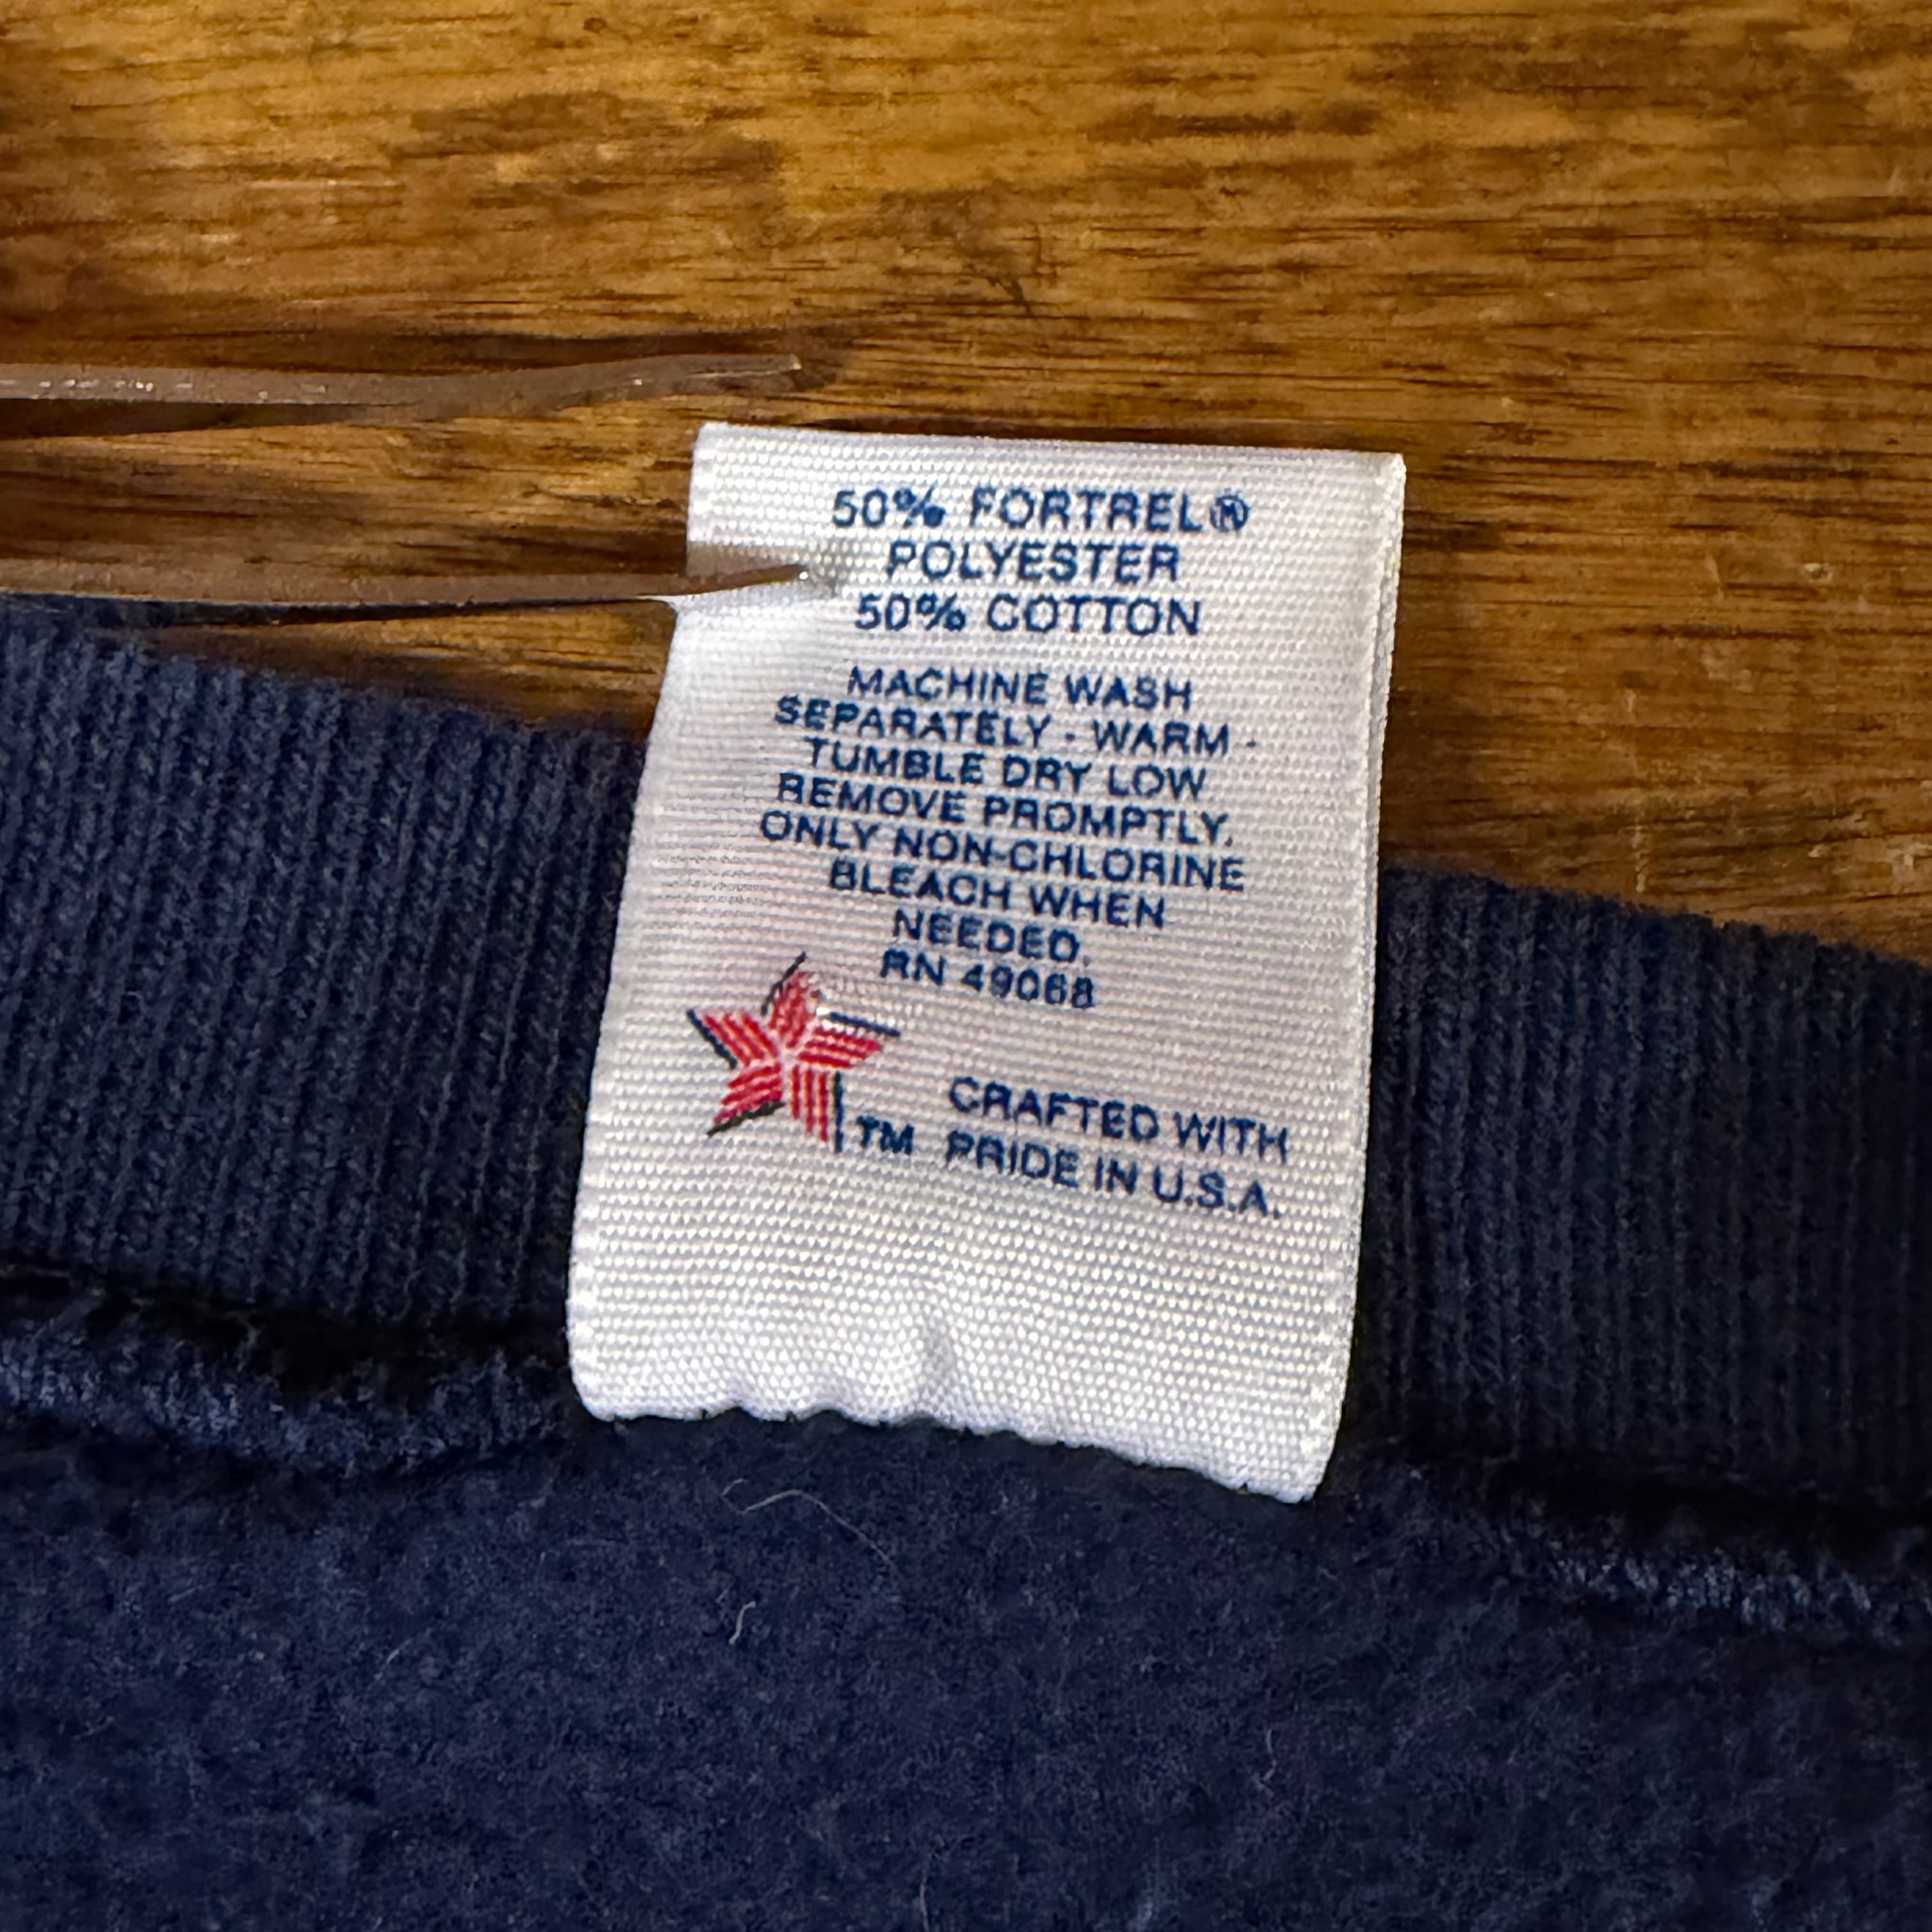 50% FORTREL®
POLYESTER
50% COTTON
MACHINE WASH
SEPARATELY - WARM -
TUMBLE DRY LOW
REMOVE PROMPTLY.
ONLY NON-CHLORINE
BLEACH WHEN
NEEDED.
RN 49068
CRAFTED WITH
TM PRIDE IN U.S.A.